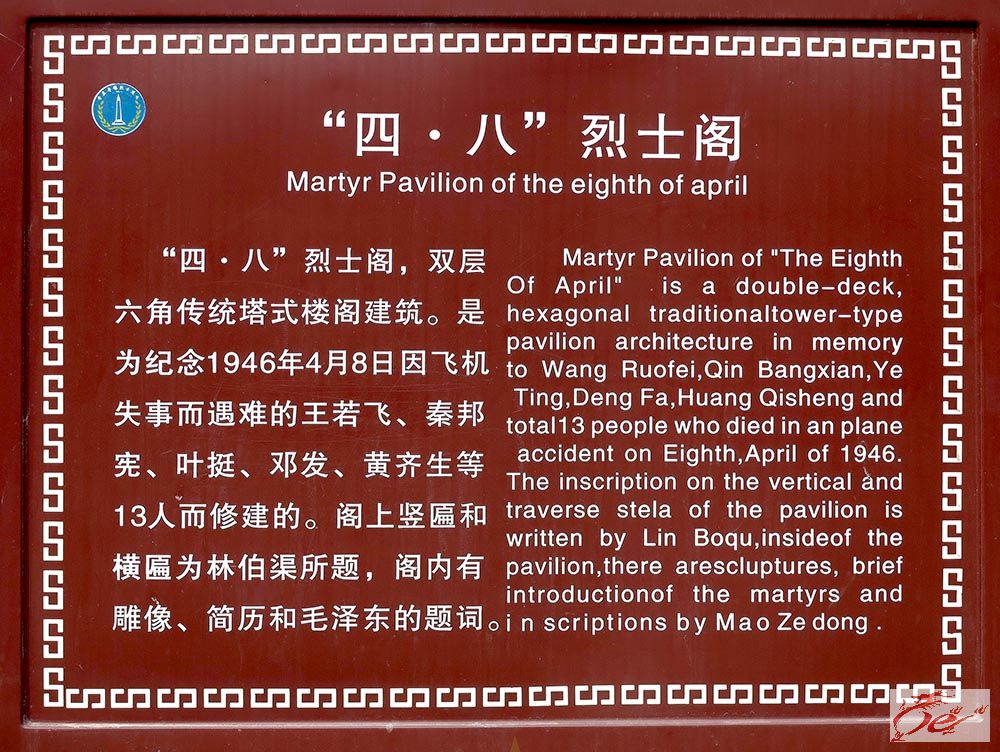 “四·八”烈士阁
Martyr Pavilion of the eighth of april
“四·八”烈士阁，双层
六角传统塔式楼阁建筑。是
为纪念1946年4月8日因飞机
失事而遇难的王若飞、秦邦
宪、叶挺、邓发、黄齐生等
13人而修建的。阁上竖匾和
横匾为林伯渠所题，阁内有
雕像、简历和毛泽东的题词。
Martyr Pavilion of "The Eighth
Of April" is a double-deck,
hexagonal traditionaltower-type
pavilion architecture in memory
to Wang Ruofei,Qin Bangxian,Ye
Ting,Deng Fa,Huang Qisheng and
total13 people who died in an plane
accident on Eighth,April of 1946.
The inscription on the vertical and
traverse stela of the pavilion is
written by Lin Boqu,insideof the
pavilion,there arescluptures, brief
introductionof the martyrs and
in scriptions by Mao Ze dong .